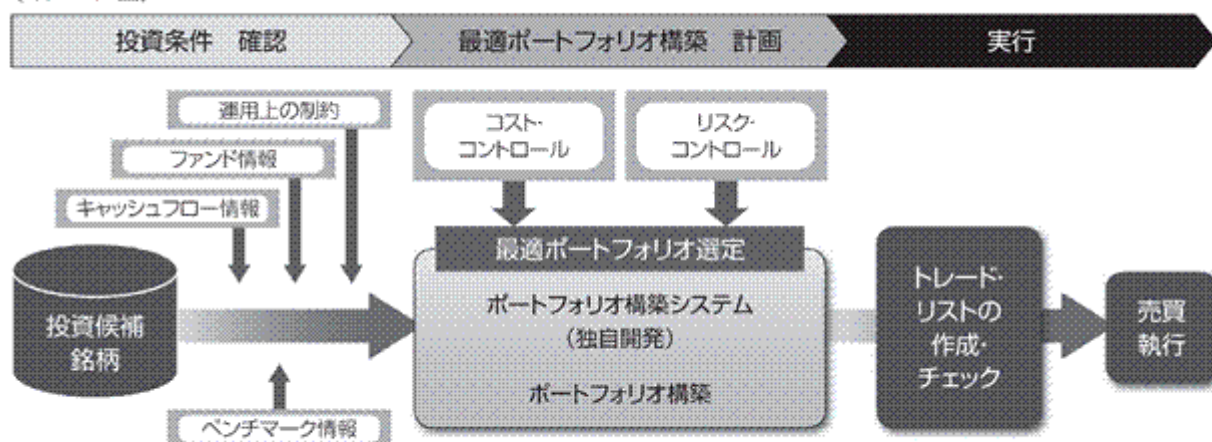 投資条件 確認
最適ポートフォリオ構築 計画
実行
運用上の制約
ファンド情報
キャッシュフロー情報
投資候補
銘柄
ベンチマーク情報
コスト・
コントロール
リスク・
コントロール
最適ポートフォリオ選定
ポートフォリオ構築システム
（独自開発）
ポートフォリオ構築
トレード・
リストの
作成・
チェック
売買
執行